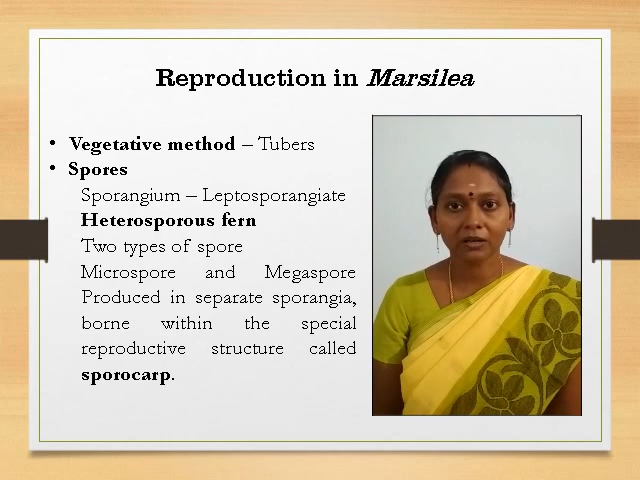 Reproduction in Marsilea
• Vegetative method – Tubers
• Spores
Sporangium – Leptosporangiate
Heterosporous fern
Two types of spore
Microspore and Megaspore
Produced in separate sporangia,
borne within the special
reproductive structure called
sporocarp.